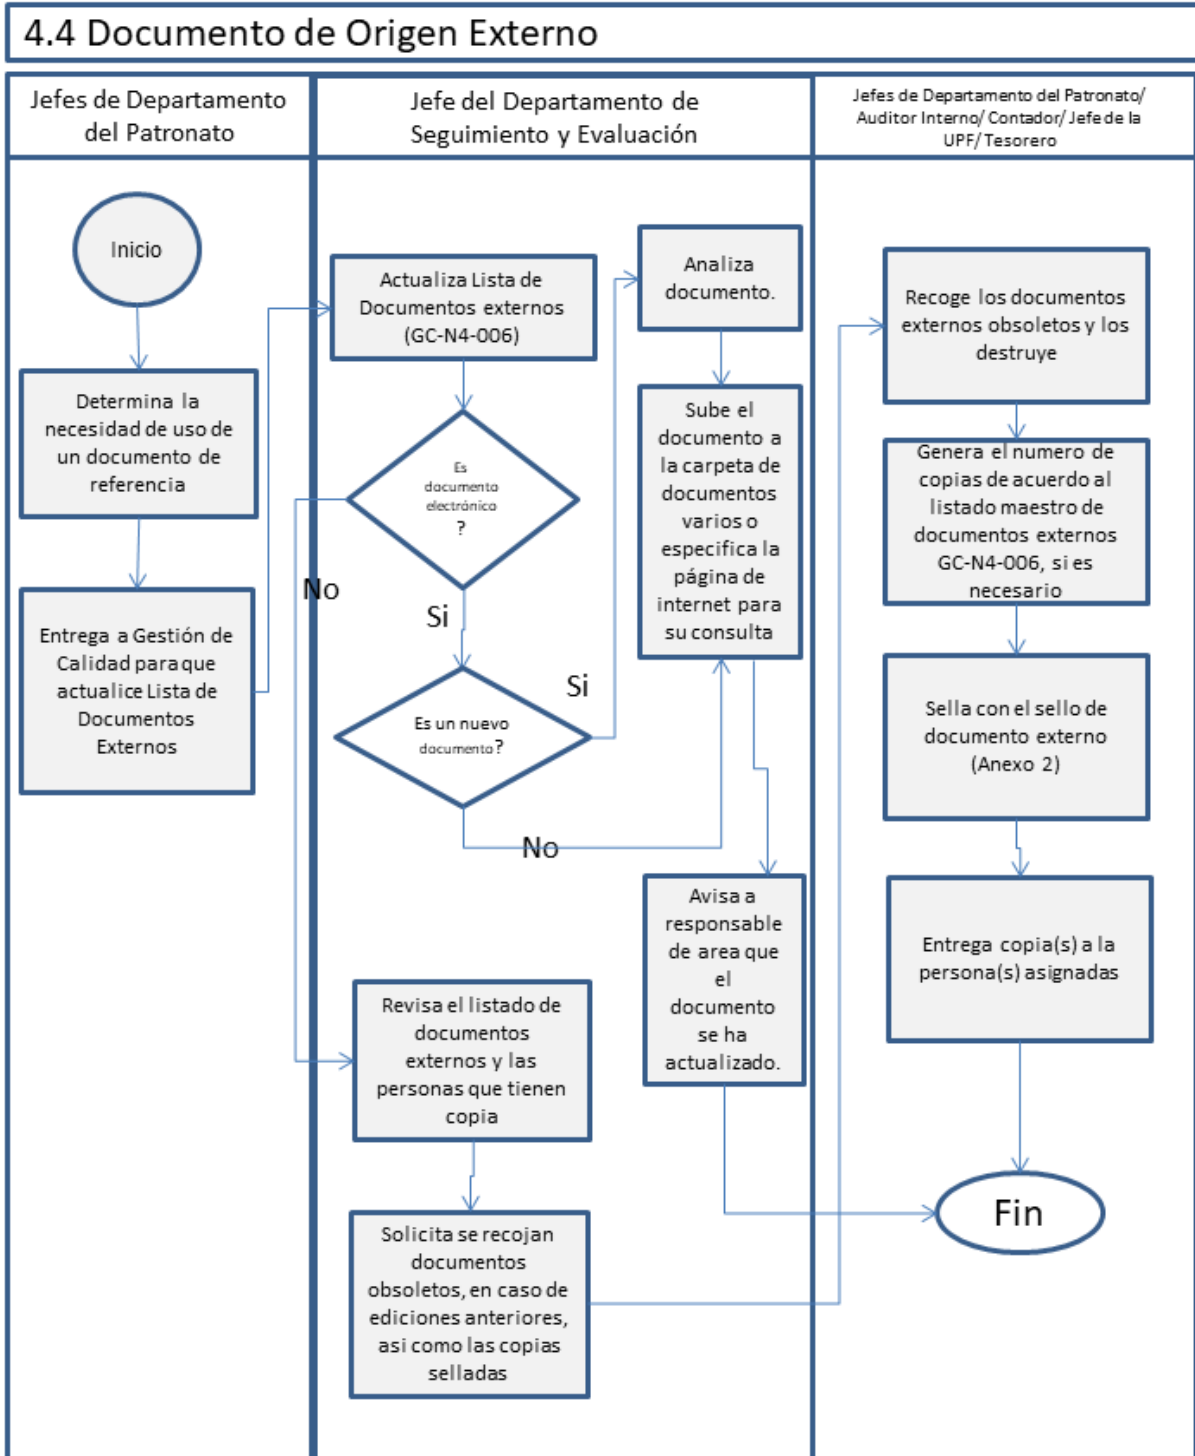 4.4 Documento de Origen Externo
Jefes de Departamento
del Patronato
Jefe del Departamento de
Seguimiento y Evaluación
Jefes de Departamento del Patronato/
Auditor Interno/ Contador/ Jefe de la
UPF/ Tesorero
Inicio
Determina la
necesidad de uso de
un documento de
referencia
Entrega a Gestión de
Calidad para que
actualice Lista de
Documentos
Externos
Actualiza Lista de
Documentos externos
(GC-N4-006)
Es
documento
electrónico
?
No
Si
Es un nuevo
documento?
Si
No
Analiza
documento.
Sube el
documento a
la carpeta de
documentos
varios o
especifica la
página de
internet para
su consulta
Avisa a
responsable
de area que
el
documento
se ha
actualizado.
Revisa el listado de
documentos
externos y las
personas que tienen
copia
Solicita se recojan
documentos
obsoletos, en caso de
ediciones anteriores,
asi como las copias
selladas
Recoge los documentos
externos obsoletos y los
destruye
Genera el numero de
copias de acuerdo al
listado maestro de
documentos externos
GC-N4-006, si es
necesario
Sella con el sello de
documento externo
(Anexo 2)
Entrega copia(s) a la
persona(s) asignadas
Fin